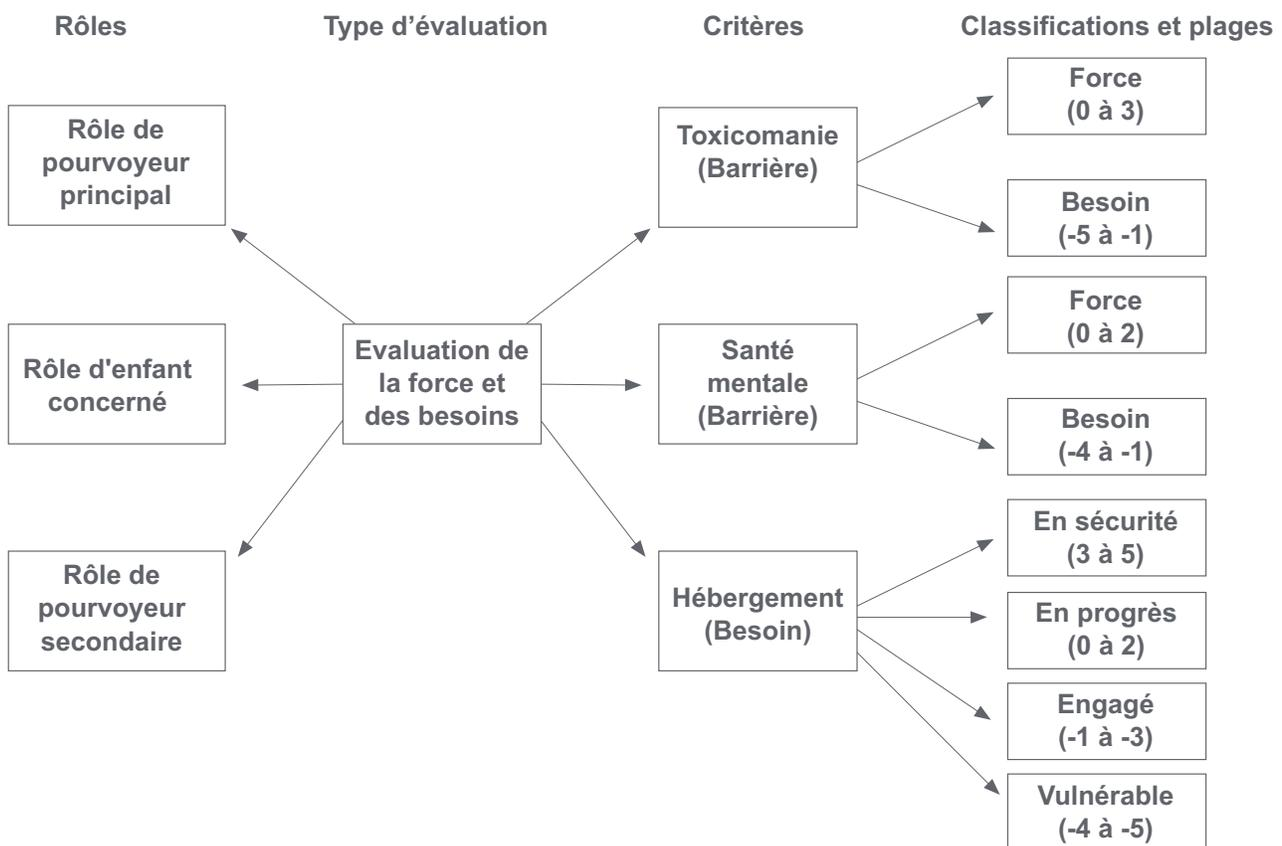 Rôles
Type d’évaluation
Critères
Classifications et plages
Rôle de
pourvoyeur
principal
Rôle d'enfant
concerné
Rôle de
pourvoyeur
secondaire
Evaluation de
la force et
des besoins
Toxicomanie
(Barrière)
Santé
mentale
(Barrière)
Hébergement
(Besoin)
Force
(0 à 3)
Besoin
(-5 à -1)
Force
(0 à 2)
Besoin
(-4 à -1)
En sécurité
(3 à 5)
En progrès
(0 à 2)
Engagé
(-1 à -3)
Vulnérable
(-4 à -5)